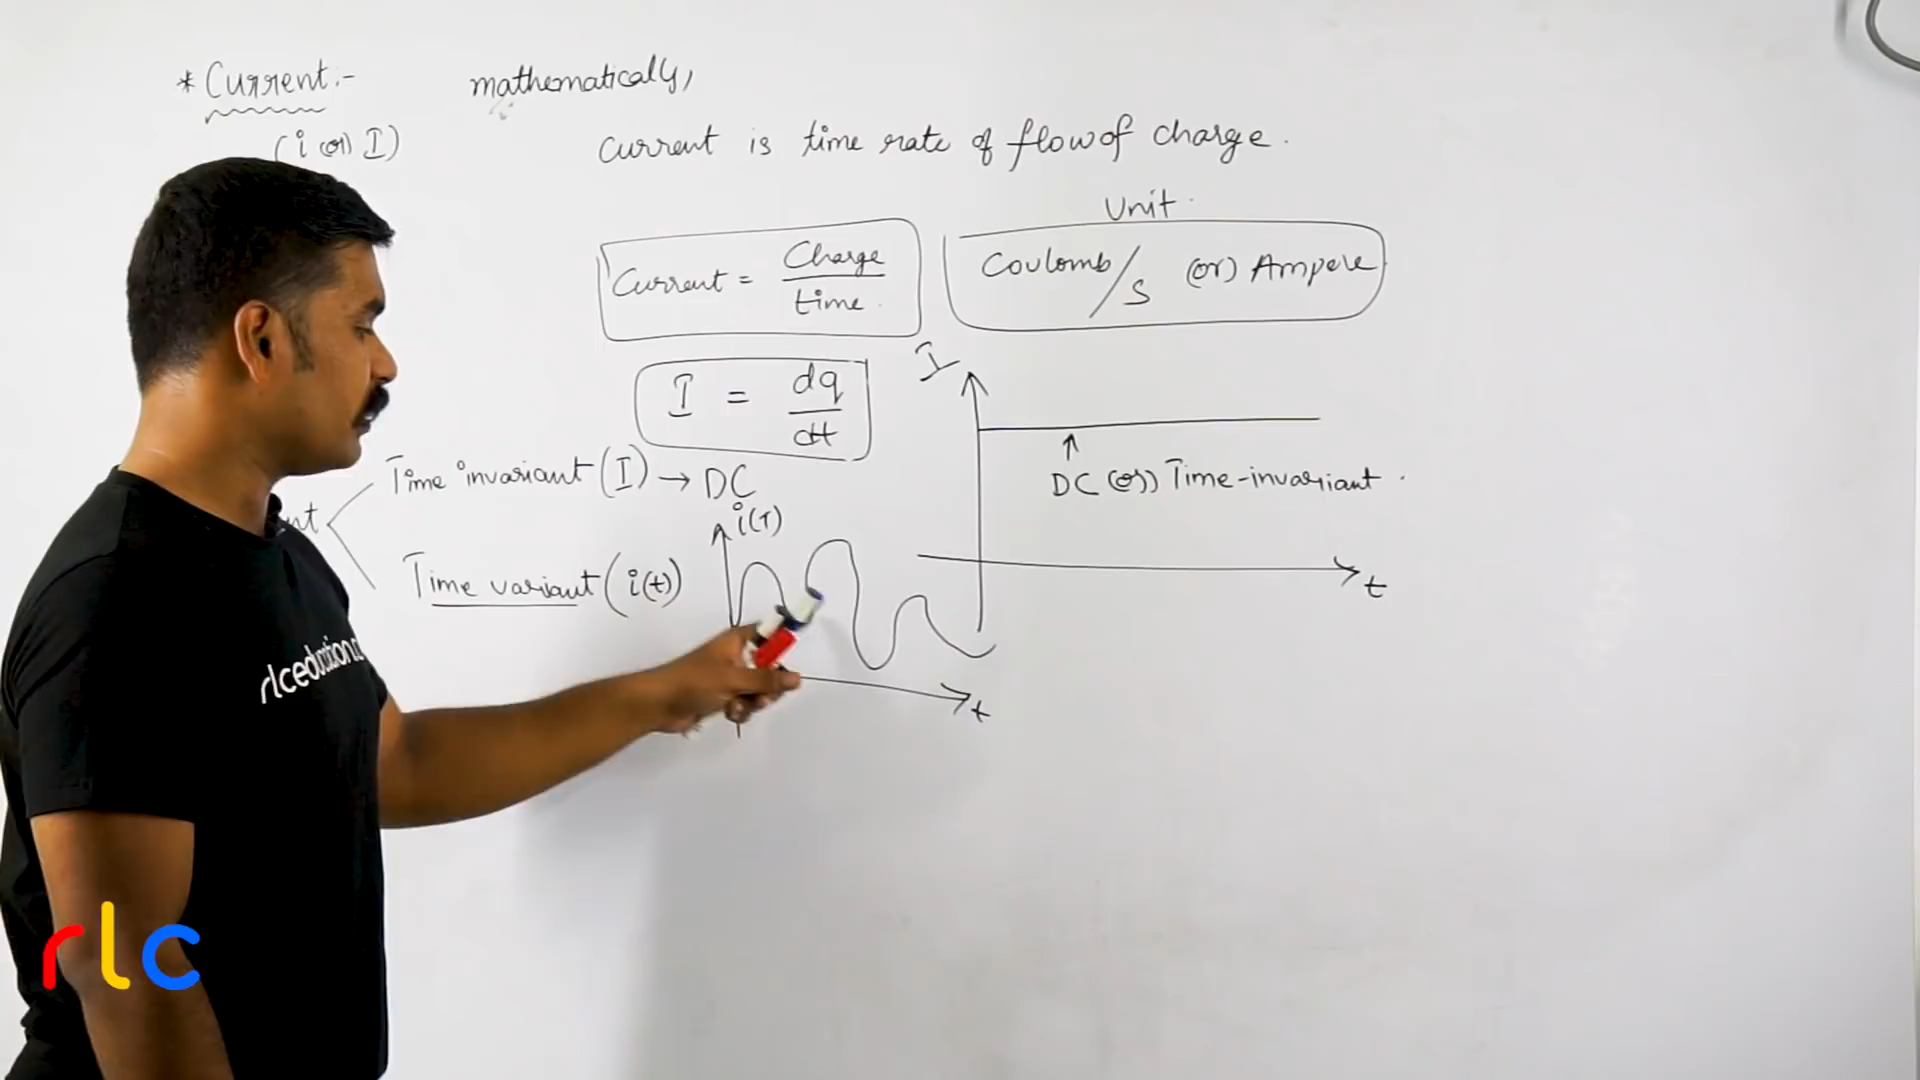 * Current:-
mathematically,
(i (or) I)
Current is time rate of flow of charge.
Unit.
Current = Charge / time.
Coulomb/s (or) Ampere
I
I = dq/dt
Time invariant (I) → DC
DC (or) Time-invariant.
i(T)
Time variant (i(t))
t
t
rlceducation.c
rlc